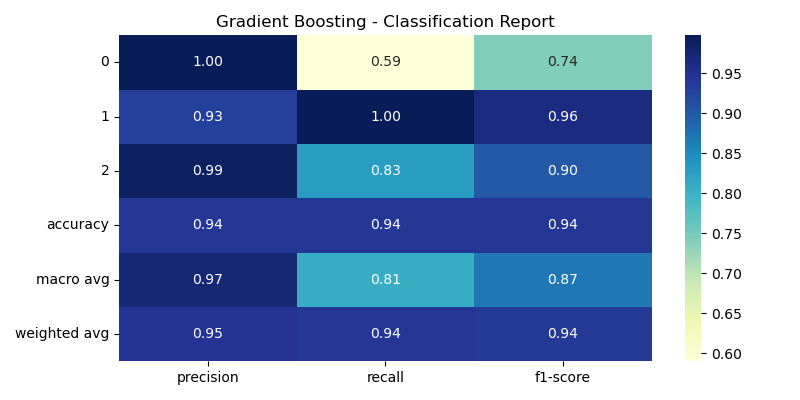 Gradient Boosting - Classification Report
0 1.00 0.59 0.74
1 0.93 1.00 0.96
2 0.99 0.83 0.90
accuracy 0.94 0.94 0.94
macro avg 0.97 0.81 0.87
weighted avg 0.95 0.94 0.94
precision recall f1-score
0.95
0.90
0.85
0.80
0.75
0.70
0.65
0.60